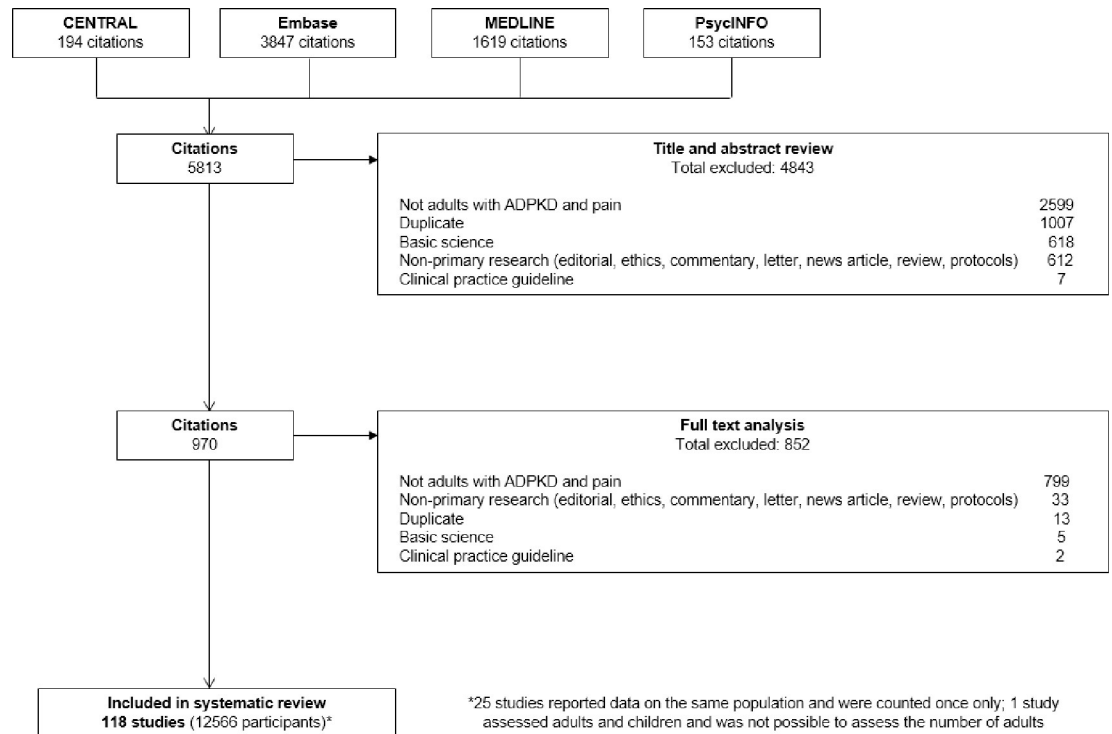 CENTRAL
194 citations
Embase
3847 citations
MEDLINE
1619 citations
PsycINFO
153 citations
Citations
5813
Title and abstract review
Total excluded: 4843
Not adults with ADPKD and pain 2599
Duplicate 1007
Basic science 618
Non-primary research (editorial, ethics, commentary, letter, news article, review, protocols) 612
Clinical practice guideline 7
Citations
970
Full text analysis
Total excluded: 852
Not adults with ADPKD and pain 799
Non-primary research (editorial, ethics, commentary, letter, news article, review, protocols) 33
Duplicate 13
Basic science 5
Clinical practice guideline 2
Included in systematic review
118 studies (12566 participants)*
*25 studies reported data on the same population and were counted once only; 1 study
assessed adults and children and was not possible to assess the number of adults